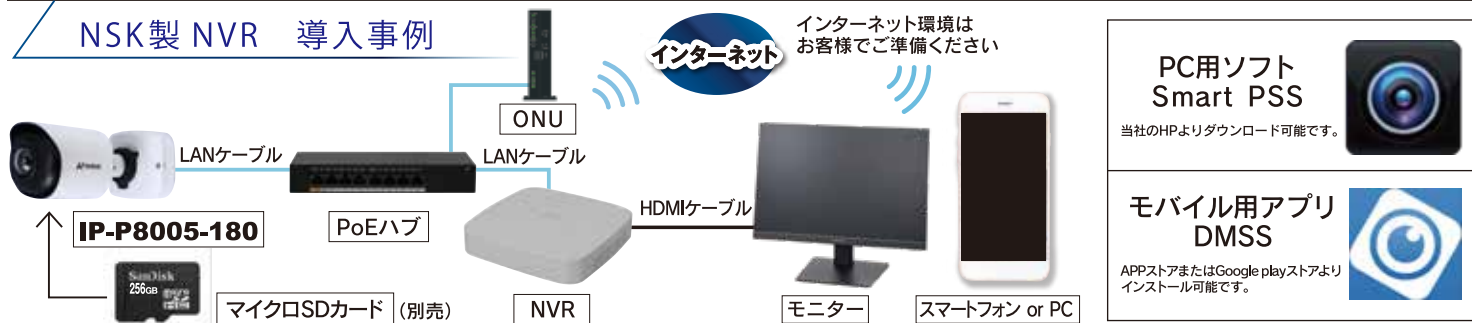 NSK製 NVR　導入事例
インターネット
インターネット環境は
お客様でご準備ください
ONU
LANケーブル
LANケーブル
IP-P8005-180
PoEハブ
HDMIケーブル
SanDisk
256GB
micro
マイクロSDカード (別売)
NVR
モニター
スマートフォン or PC
PC用ソフト
Smart PSS
当社のHPよりダウンロード可能です。
モバイル用アプリ
DMSS
APPストアまたはGoogle playストアより
インストール可能です。